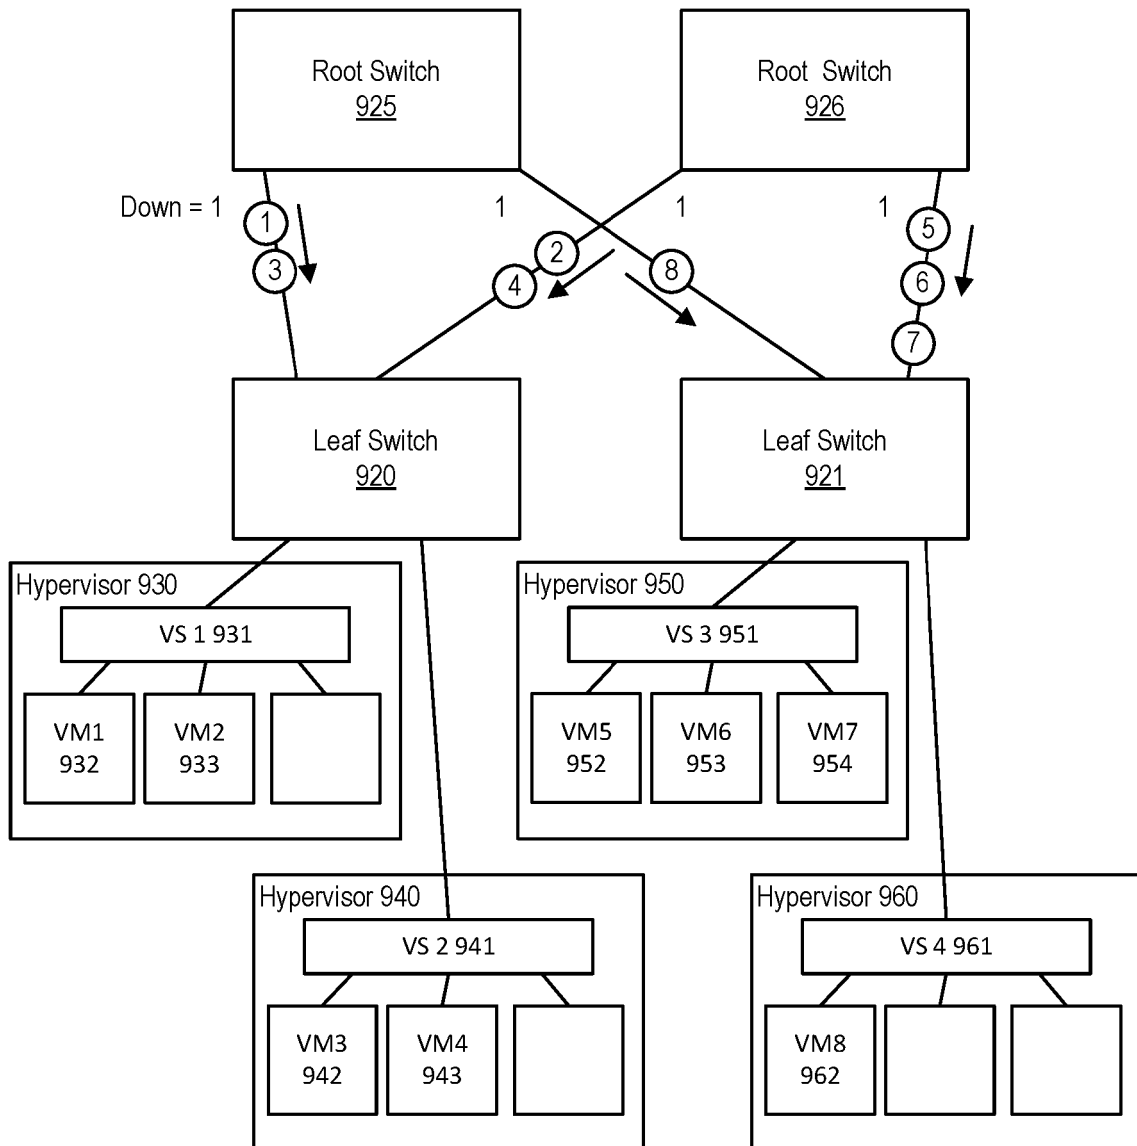 Root Switch
925
Root Switch
926
Down = 1
1
1
1
1
3
2
4
8
5
6
7
Leaf Switch
920
Leaf Switch
921
Hypervisor 930
VS 1 931
VM1
932
VM2
933
Hypervisor 950
VS 3 951
VM5
952
VM6
953
VM7
954
Hypervisor 940
VS 2 941
VM3
942
VM4
943
Hypervisor 960
VS 4 961
VM8
962